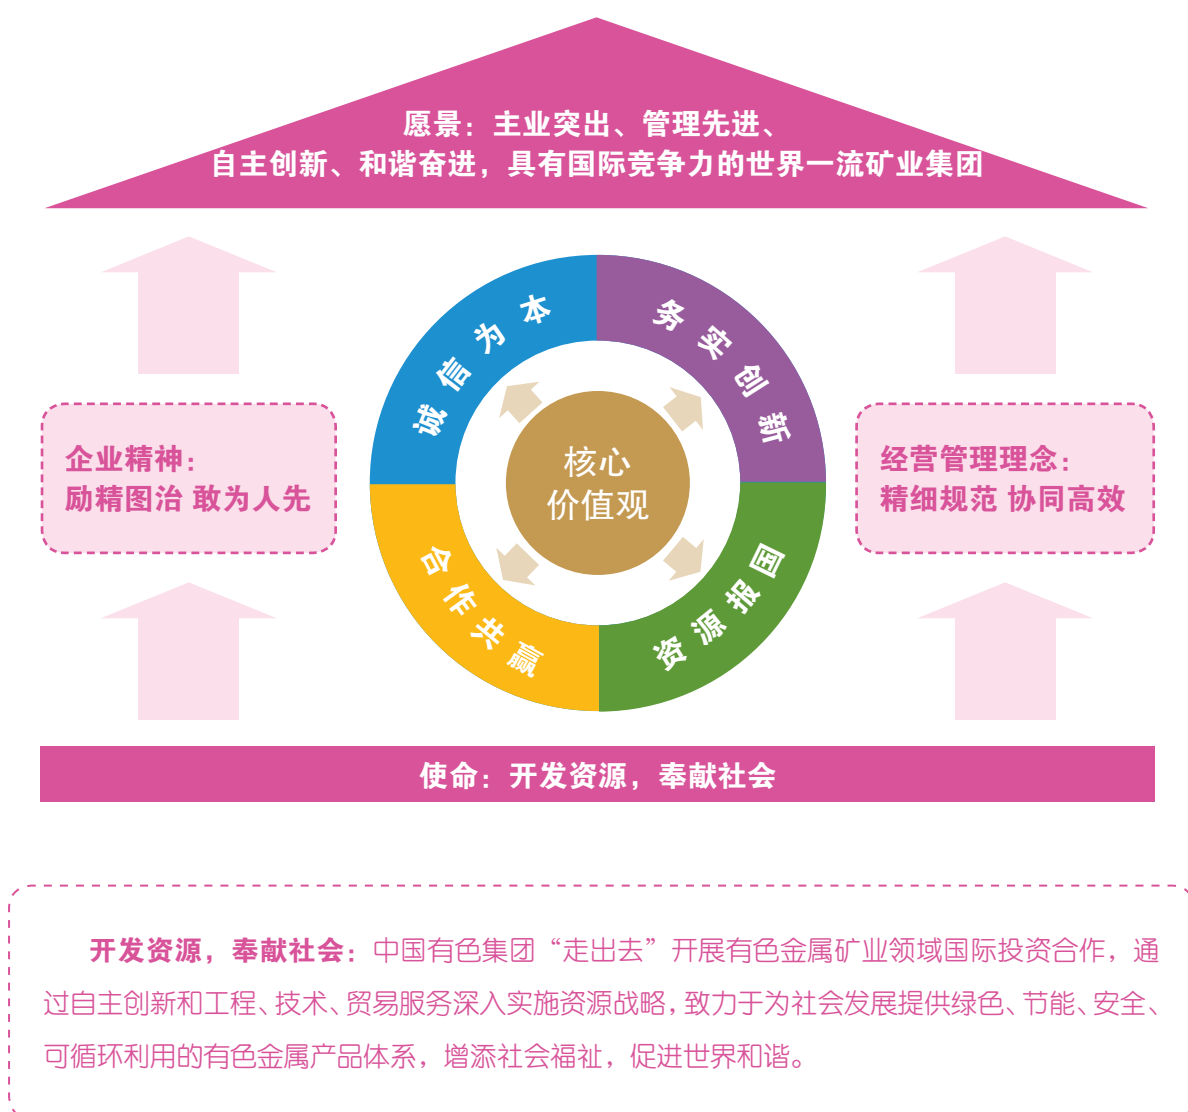 愿景：主业突出、管理先进、
自主创新、和谐奋进，具有国际竞争力的世界一流矿业集团
诚信为本
务实创新
核心
价值观
企业精神：
励精图治 敢为人先
经营管理理念：
精细规范 协同高效
合作共赢
资源报国
使命：开发资源，奉献社会
开发资源，奉献社会：中国有色集团“走出去”开展有色金属矿业领域国际投资合作，通
过自主创新和工程、技术、贸易服务深入实施资源战略，致力于为社会发展提供绿色、节能、安全、
可循环利用的有色金属产品体系，增添社会福祉，促进世界和谐。